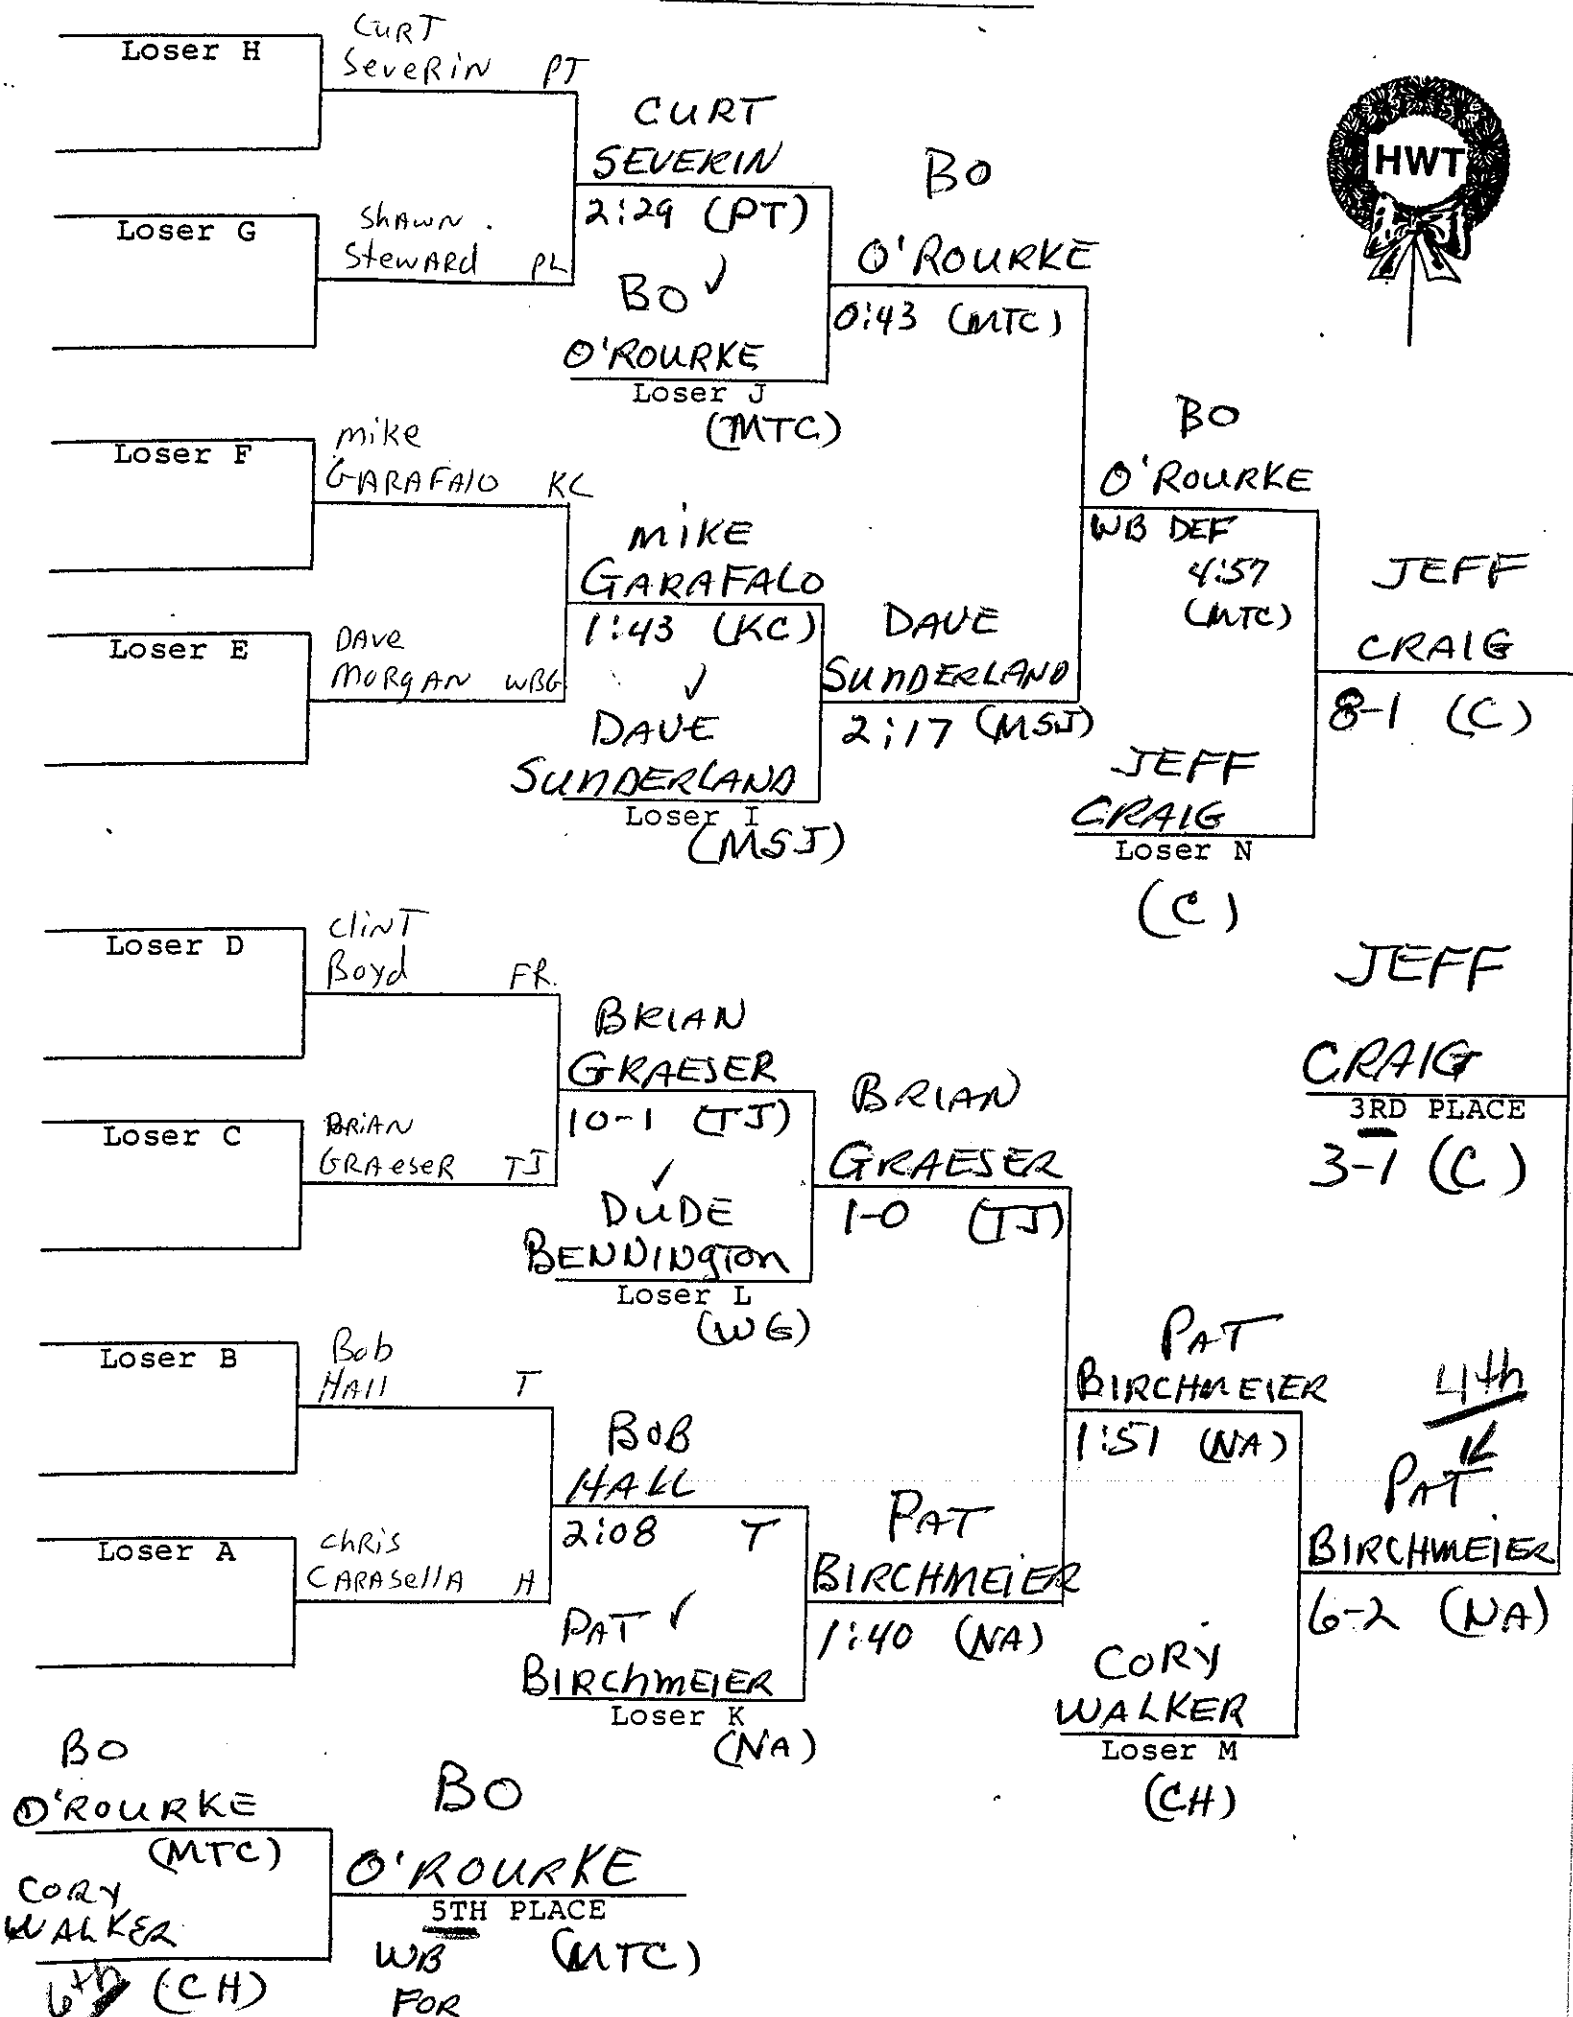 Loser H
CURT
SEVERIN PT
Loser G
SHAWN
STEWARD PL
CURT
SEVERIN
2:29 (PT)
BO ✓
O'ROURKE
Loser J
(MTC)
BO
O'ROURKE
0:43 (MTC)
HWT
Loser F
MIKE
GARAFAlO KC
Loser E
DAVE
MORGAN WBG
MIKE
GARAFALO
1:43 (KC)
✓
DAVE
SUNDERLAND
Loser I
(MSJ)
DAVE
SUNDERLAND
2:17 (MSJ)
BO
O'ROURKE
WB DEF
4:57
(MTC)
JEFF
CRAIG
Loser N
(C)
JEFF
CRAIG
8-1 (C)
Loser D
CLINT
Boyd FR.
Loser C
BRIAN
GRAESER TJ
BRIAN
GRAESER
10-1 (TJ)
✓
DUDE
BENNINGTON
Loser L
(WG)
BRIAN
GRAESER
1-0 (TJ)
JEFF
CRAIG
3RD PLACE
3-1 (C)
Loser B
Bob
HAll T
Loser A
CHRIS
CARASEllA H
BOB
HALL
2:08 T
PAT ✓
BIRCHMEIER
Loser K
(NA)
PAT
BIRCHMEIER
1:40 (NA)
PAT
BIRCHMEIER
1:51 (NA)
CORY
WALKER
Loser M
(CH)
4th
PAT
BIRCHMEIER
6-2 (NA)
BO
O'ROURKE
(MTC)
CORY
WALKER
6th (CH)
BO
O'ROURKE
5TH PLACE
WB (MTC)
FOR